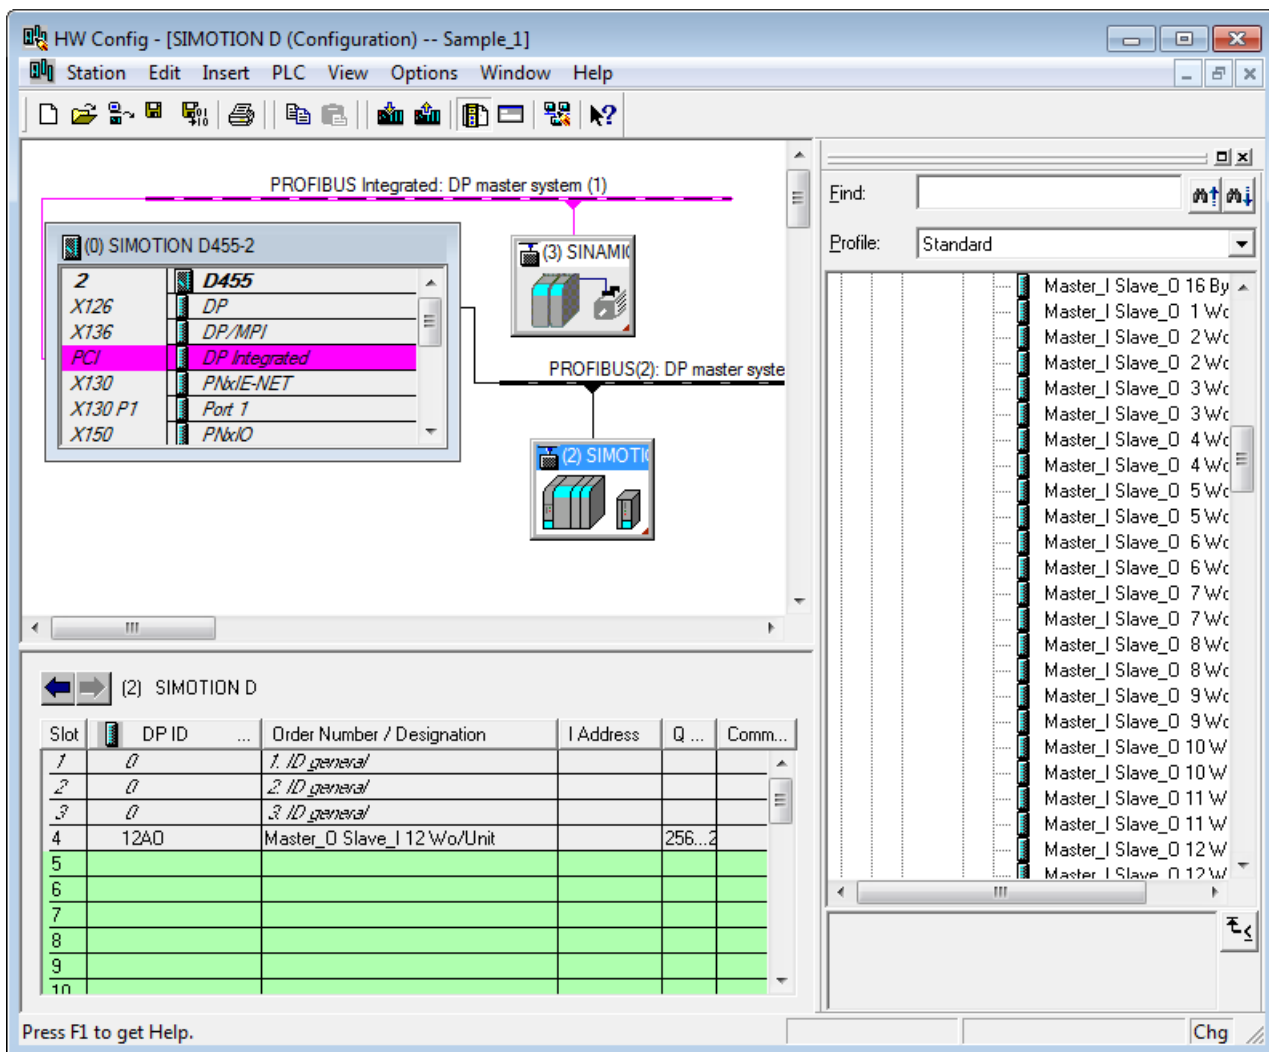 HW Config - [SIMOTION D (Configuration) -- Sample_1]
Station Edit Insert PLC View Options Window Help
PROFIBUS Integrated: DP master system (1)
(0) SIMOTION D455-2
2 D455
X126 DP
X136 DP/MPI
PCI DP Integrated
X130 PNxIE-NET
X130 P1 Port 1
X150 PNxIO
(3) SINAMIC
PROFIBUS(2): DP master syste
(2) SIMOTIO
Find:
Profile: Standard
Master_I Slave_O 16 By
Master_I Slave_O 1 Wo
Master_I Slave_O 2 Wo
Master_I Slave_O 2 Wo
Master_I Slave_O 3 Wo
Master_I Slave_O 3 Wo
Master_I Slave_O 4 Wo
Master_I Slave_O 4 Wo
Master_I Slave_O 5 Wo
Master_I Slave_O 5 Wo
Master_I Slave_O 6 Wo
Master_I Slave_O 6 Wo
Master_I Slave_O 7 Wo
Master_I Slave_O 7 Wo
Master_I Slave_O 8 Wo
Master_I Slave_O 8 Wo
Master_I Slave_O 9 Wo
Master_I Slave_O 9 Wo
Master_I Slave_O 10 W
Master_I Slave_O 10 W
Master_I Slave_O 11 W
Master_I Slave_O 11 W
Master_I Slave_O 12 W
Master_I Slave_O 12 W
(2) SIMOTION D
Slot DP ID ... Order Number / Designation I Address Q ... Comm...
1 0 1. ID general
2 0 2. ID general
3 0 3. ID general
4 12AO Master_O Slave_I 12 Wo/Unit 256...2
5
6
7
8
9
10
Press F1 to get Help.
Chg